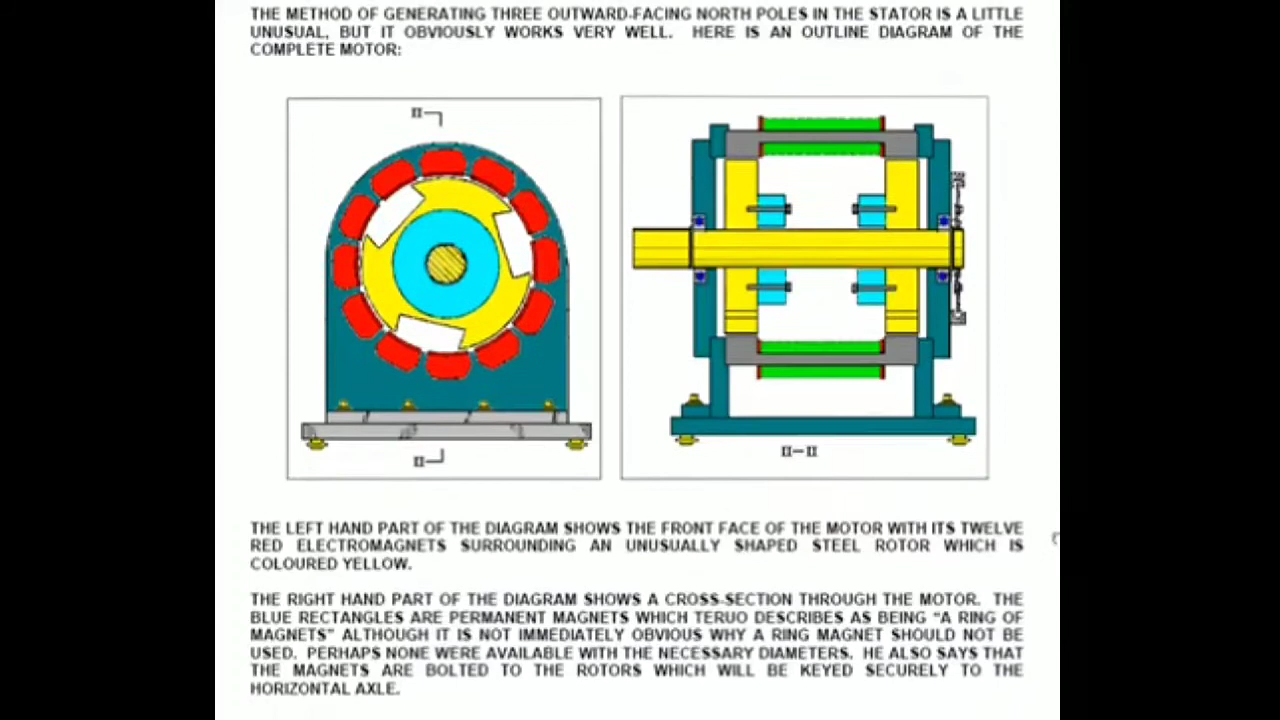 THE METHOD OF GENERATING THREE OUTWARD-FACING NORTH POLES IN THE STATOR IS A LITTLE
UNUSUAL, BUT IT OBVIOUSLY WORKS VERY WELL. HERE IS AN OUTLINE DIAGRAM OF THE
COMPLETE MOTOR:
II
II
II-II
THE LEFT HAND PART OF THE DIAGRAM SHOWS THE FRONT FACE OF THE MOTOR WITH ITS TWELVE
RED ELECTROMAGNETS SURROUNDING AN UNUSUALLY SHAPED STEEL ROTOR WHICH IS
COLOURED YELLOW.
THE RIGHT HAND PART OF THE DIAGRAM SHOWS A CROSS-SECTION THROUGH THE MOTOR. THE
BLUE RECTANGLES ARE PERMANENT MAGNETS WHICH TERUO DESCRIBES AS BEING "A RING OF
MAGNETS" ALTHOUGH IT IS NOT IMMEDIATELY OBVIOUS WHY A RING MAGNET SHOULD NOT BE
USED. PERHAPS NONE WERE AVAILABLE WITH THE NECESSARY DIAMETERS. HE ALSO SAYS THAT
THE MAGNETS ARE BOLTED TO THE ROTORS WHICH WILL BE KEYED SECURELY TO THE
HORIZONTAL AXLE.